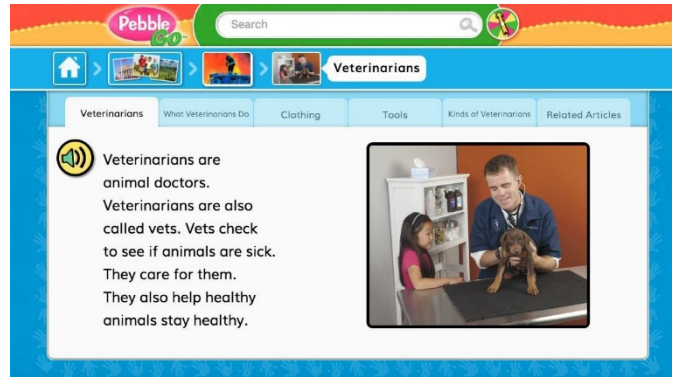 Pebble
Go
Search
Veterinarians
Veterinarians
What Veterinarians Do
Clothing
Tools
Kinds of Veterinarians
Related Articles
Veterinarians are
animal doctors.
Veterinarians are also
called vets. Vets check
to see if animals are sick.
They care for them.
They also help healthy
animals stay healthy.